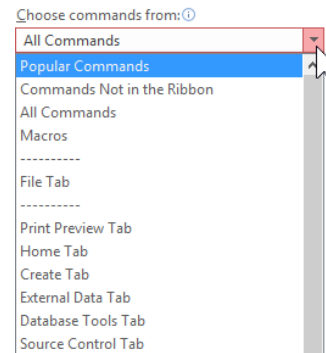 Choose commands from:
All Commands
Popular Commands
Commands Not in the Ribbon
All Commands
Macros
----------
File Tab
----------
Print Preview Tab
Home Tab
Create Tab
External Data Tab
Database Tools Tab
Source Control Tab